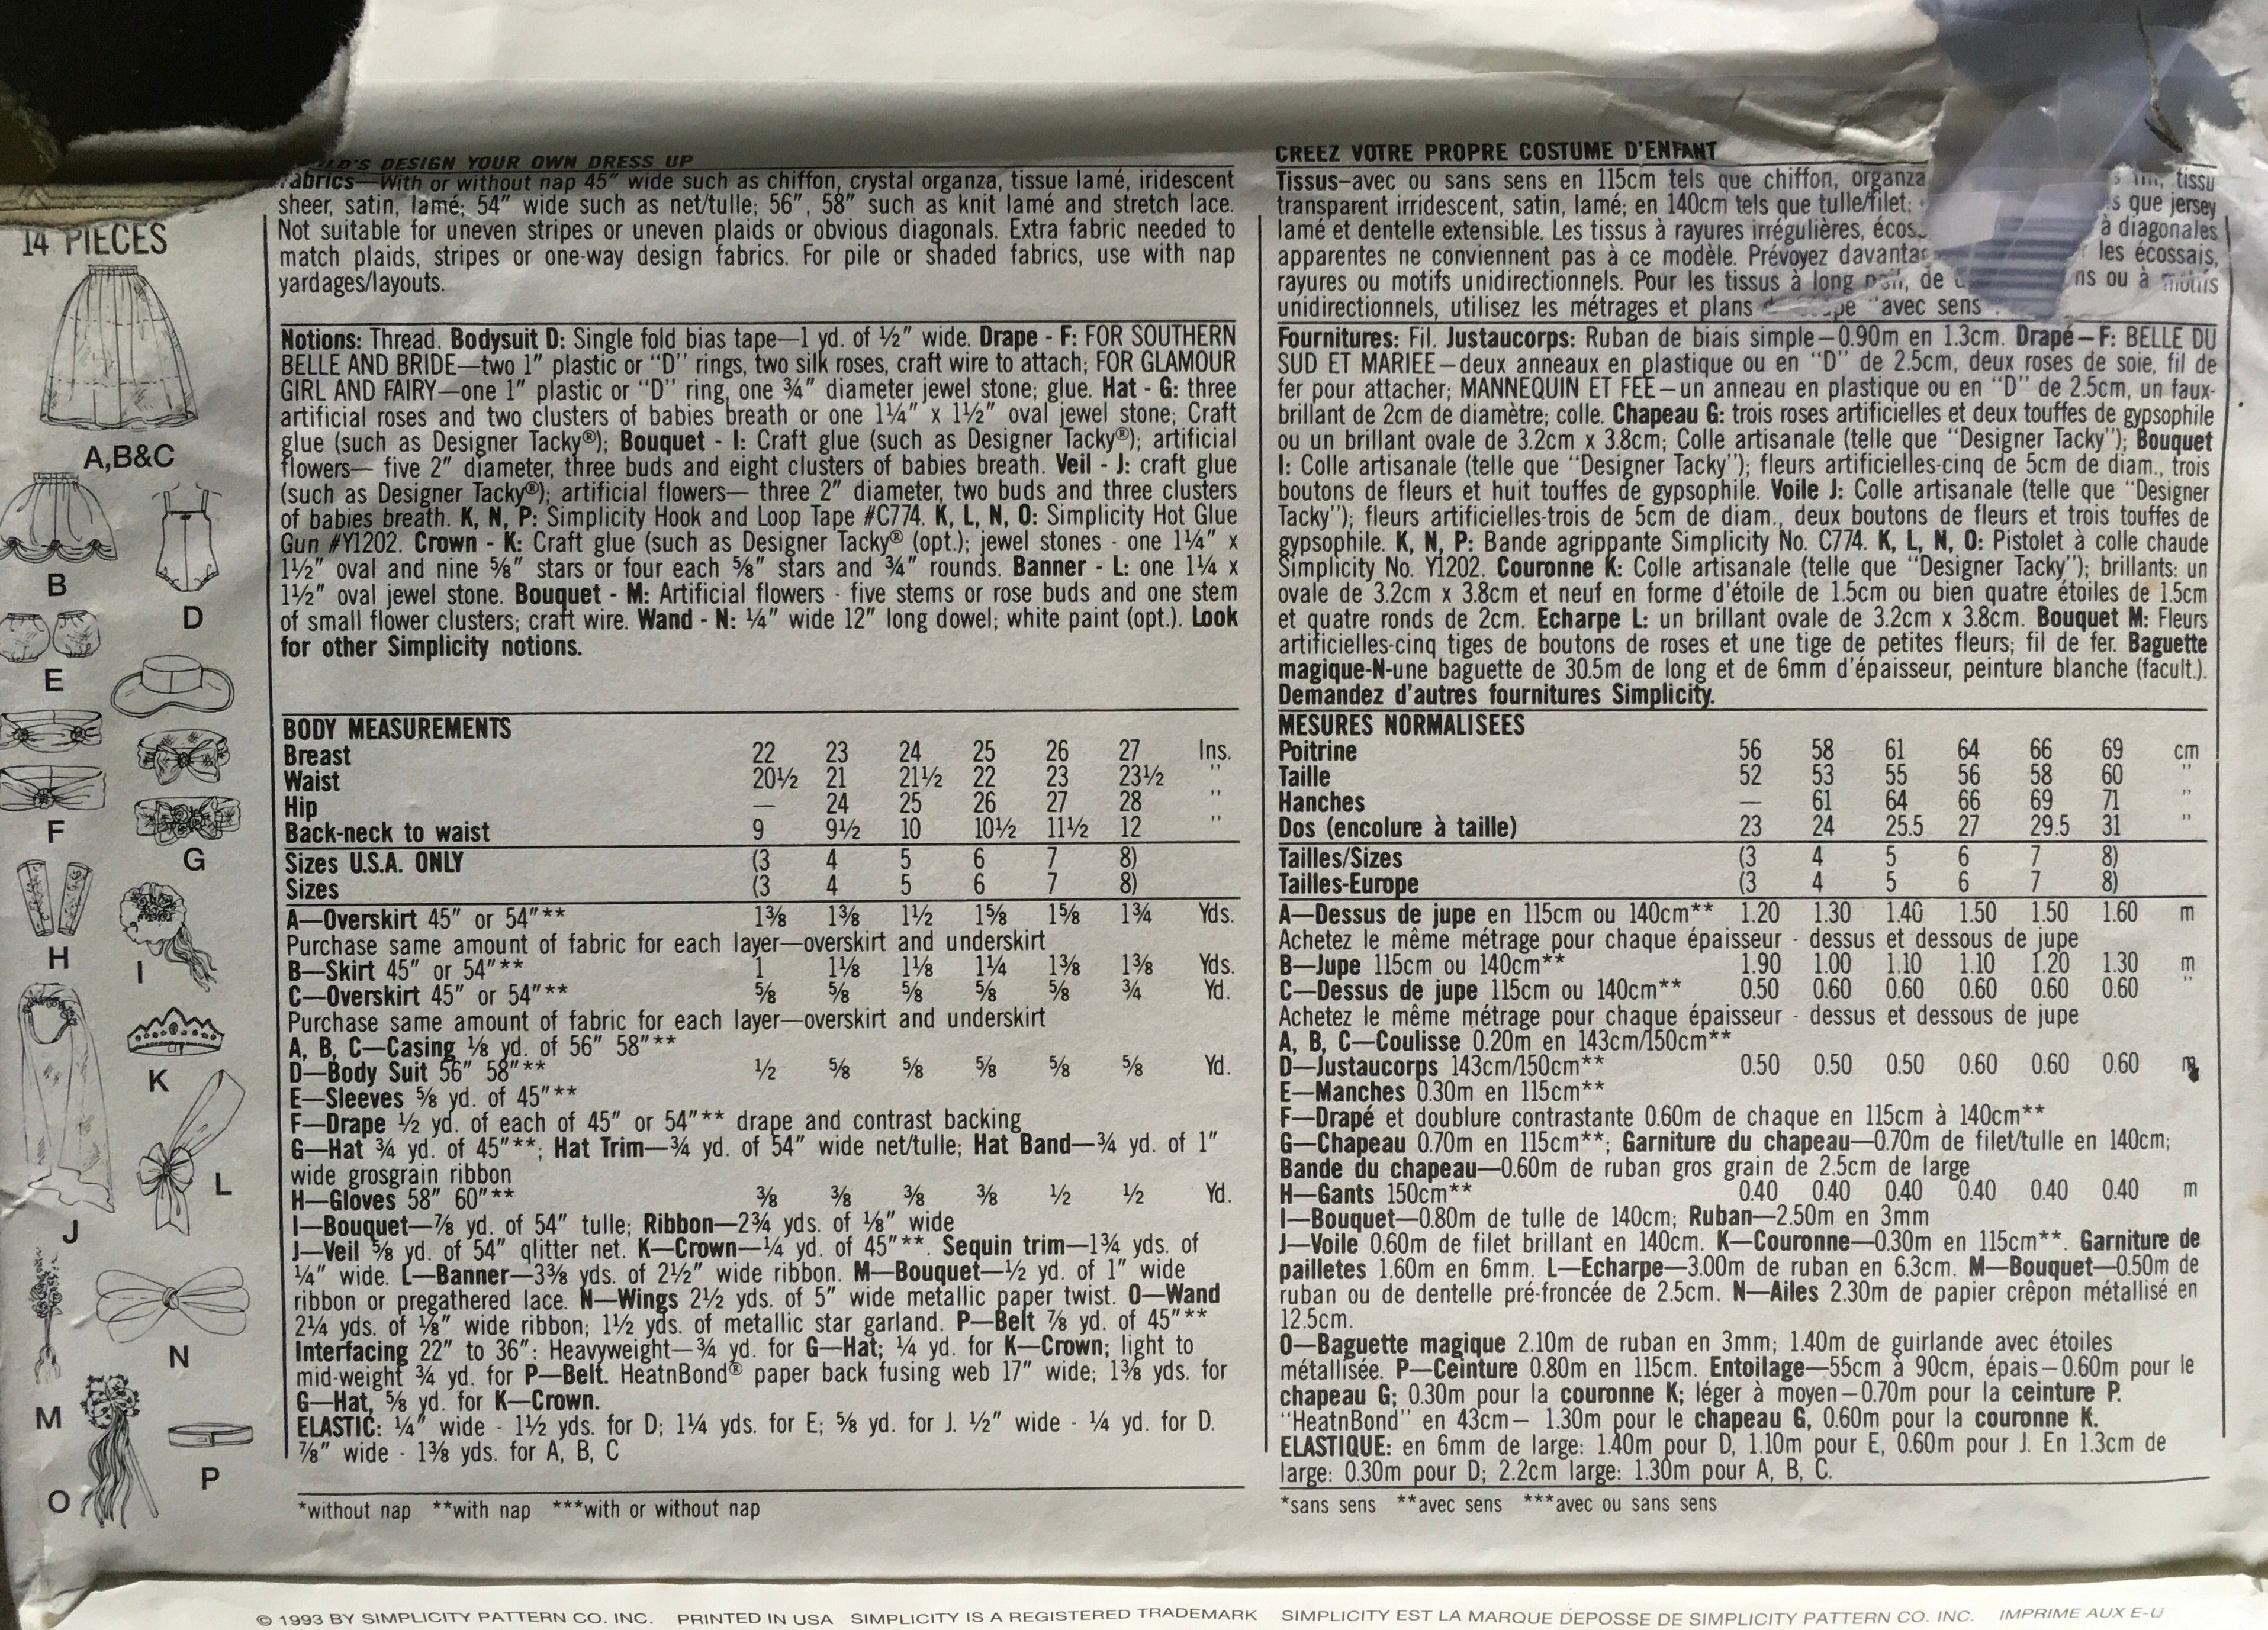 14 PIECES
A,B&C
B
D
E
F
G
H
I
K
J
L
N
M
O
P
DESIGN YOUR OWN DRESS UP
Fabrics—With or without nap 45″ wide such as chiffon, crystal organza, tissue lamé, iridescent
sheer, satin, lamé; 54″ wide such as net/tulle; 56″, 58″ such as knit lamé and stretch lace.
Not suitable for uneven stripes or uneven plaids or obvious diagonals. Extra fabric needed to
match plaids, stripes or one-way design fabrics. For pile or shaded fabrics, use with nap
yardages/layouts.
Notions: Thread. Bodysuit D: Single fold bias tape—1 yd. of ½″ wide. Drape - F: FOR SOUTHERN
BELLE AND BRIDE—two 1″ plastic or “D” rings, two silk roses, craft wire to attach; FOR GLAMOUR
GIRL AND FAIRY—one 1″ plastic or “D” ring, one ¾″ diameter jewel stone; glue. Hat - G: three
artificial roses and two clusters of babies breath or one 1¼″ x 1½″ oval jewel stone; Craft
glue (such as Designer Tacky®); Bouquet - I: Craft glue (such as Designer Tacky®); artificial
flowers— five 2″ diameter, three buds and eight clusters of babies breath. Veil - J: craft glue
(such as Designer Tacky®); artificial flowers— three 2″ diameter, two buds and three clusters
of babies breath. K, N, P: Simplicity Hook and Loop Tape #C774. K, L, N, O: Simplicity Hot Glue
Gun #Y1202. Crown - K: Craft glue (such as Designer Tacky® (opt.); jewel stones - one 1¼″ x
1½″ oval and nine ⅝″ stars or four each ⅝″ stars and ¾″ rounds. Banner - L: one 1¼ x
1½″ oval jewel stone. Bouquet - M: Artificial flowers - five stems or rose buds and one stem
of small flower clusters; craft wire. Wand - N: ¼″ wide 12″ long dowel; white paint (opt.). Look
for other Simplicity notions.
BODY MEASUREMENTS
Breast 22 23 24 25 26 27 Ins.
Waist 20½ 21 21½ 22 23 23½ ″
Hip — 24 25 26 27 28 ″
Back-neck to waist 9 9½ 10 10½ 11½ 12 ″
Sizes U.S.A. ONLY (3 4 5 6 7 8)
Sizes (3 4 5 6 7 8)
A—Overskirt 45″ or 54″** 1⅜ 1⅜ 1½ 1⅝ 1⅝ 1¾ Yds.
Purchase same amount of fabric for each layer—overskirt and underskirt
B—Skirt 45″ or 54″** 1 1⅛ 1⅛ 1¼ 1⅜ 1⅜ Yds.
C—Overskirt 45″ or 54″** ⅝ ⅝ ⅝ ⅝ ⅝ ¾ Yd.
Purchase same amount of fabric for each layer—overskirt and underskirt
A, B, C—Casing ⅛ yd. of 56″ 58″**
D—Body Suit 56″ 58″** ½ ⅝ ⅝ ⅝ ⅝ ⅝ Yd.
E—Sleeves ⅝ yd. of 45″**
F—Drape ½ yd. of each of 45″ or 54″** drape and contrast backing
G—Hat ¾ yd. of 45″**; Hat Trim—¾ yd. of 54″ wide net/tulle; Hat Band—¾ yd. of 1″
wide grosgrain ribbon
H—Gloves 58″ 60″** ⅜ ⅜ ⅜ ⅜ ½ ½ Yd.
I—Bouquet—⅞ yd. of 54″ tulle; Ribbon—2¾ yds. of ⅛″ wide
J—Veil ⅝ yd. of 54″ glitter net. K—Crown—¼ yd. of 45″**. Sequin trim—1¾ yds. of
¼″ wide. L—Banner—3⅜ yds. of 2½″ wide ribbon. M—Bouquet—½ yd. of 1″ wide
ribbon or pregathered lace. N—Wings 2½ yds. of 5″ wide metallic paper twist. O—Wand
2¼ yds. of ⅛″ wide ribbon; 1½ yds. of metallic star garland. P—Belt ⅞ yd. of 45″**
Interfacing 22″ to 36″: Heavyweight—¾ yd. for G—Hat; ¼ yd. for K—Crown; light to
mid-weight ¾ yd. for P—Belt. HeatnBond® paper back fusing web 17″ wide; 1⅜ yds. for
G—Hat, ⅝ yd. for K—Crown.
ELASTIC: ¼″ wide - 1½ yds. for D; 1¼ yds. for E; ⅝ yd. for J. ½″ wide - ¼ yd. for D.
⅞″ wide - 1⅜ yds. for A, B, C
*without nap **with nap ***with or without nap
CREEZ VOTRE PROPRE COSTUME D'ENFANT
Tissus–avec ou sans sens en 115cm tels que chiffon, organza tissu
transparent irridescent, satin, lamé; en 140cm tels que tulle/filet; que jersey
lamé et dentelle extensible. Les tissus à rayures irrégulières, à diagonales
apparentes ne conviennent pas à ce modèle. Prévoyez les écossais,
rayures ou motifs unidirectionnels. Pour les tissus à long poil, de ou à motifs
unidirectionnels, utilisez les métrages et plans “avec sens
Fournitures: Fil. Justaucorps: Ruban de biais simple—0.90m en 1.3cm. Drapé—F: BELLE DU
SUD ET MARIEE—deux anneaux en plastique ou en “D” de 2.5cm, deux roses de soie, fil de
fer pour attacher; MANNEQUIN ET FEE—un anneau en plastique ou en “D” de 2.5cm, un faux-
brillant de 2cm de diamètre; colle. Chapeau G: trois roses artificielles et deux touffes de gypsophile
ou un brillant ovale de 3.2cm x 3.8cm; Colle artisanale (telle que “Designer Tacky”); Bouquet
I: Colle artisanale (telle que “Designer Tacky”); fleurs artificielles-cinq de 5cm de diam., trois
boutons de fleurs et huit touffes de gypsophile. Voile J: Colle artisanale (telle que “Designer
Tacky”); fleurs artificielles-trois de 5cm de diam., deux boutons de fleurs et trois touffes de
gypsophile. K, N, P: Bande agrippante Simplicity No. C774. K, L, N, O: Pistolet à colle chaude
Simplicity No. Y1202. Couronne K: Colle artisanale (telle que “Designer Tacky”); brillants: un
ovale de 3.2cm x 3.8cm et neuf en forme d'étoile de 1.5cm ou bien quatre étoiles de 1.5cm
et quatre ronds de 2cm. Echarpe L: un brillant ovale de 3.2cm x 3.8cm. Bouquet M: Fleurs
artificielles-cinq tiges de boutons de roses et une tige de petites fleurs; fil de fer. Baguette
magique-N-une baguette de 30.5m de long et de 6mm d'épaisseur, peinture blanche (facult.).
Demandez d'autres fournitures Simplicity.
MESURES NORMALISEES
Poitrine 56 58 61 64 66 69 cm
Taille 52 53 55 56 58 60 ″
Hanches — 61 64 66 69 71 ″
Dos (encolure à taille) 23 24 25.5 27 29.5 31 ″
Tailles/Sizes (3 4 5 6 7 8)
Tailles-Europe (3 4 5 6 7 8)
A—Dessus de jupe en 115cm ou 140cm** 1.20 1.30 1.40 1.50 1.50 1.60 m
Achetez le même métrage pour chaque épaisseur - dessus et dessous de jupe
B—Jupe 115cm ou 140cm** 1.90 1.00 1.10 1.10 1.20 1.30 m
C—Dessus de jupe 115cm ou 140cm** 0.50 0.60 0.60 0.60 0.60 0.60 ″
Achetez le même métrage pour chaque épaisseur - dessus et dessous de jupe
A, B, C—Coulisse 0.20m en 143cm/150cm**
D—Justaucorps 143cm/150cm** 0.50 0.50 0.50 0.60 0.60 0.60 m
E—Manches 0.30m en 115cm**
F—Drapé et doublure contrastante 0.60m de chaque en 115cm à 140cm**
G—Chapeau 0.70m en 115cm**; Garniture du chapeau—0.70m de filet/tulle en 140cm;
Bande du chapeau—0.60m de ruban gros grain de 2.5cm de large
H—Gants 150cm** 0.40 0.40 0.40 0.40 0.40 0.40 m
I—Bouquet—0.80m de tulle de 140cm; Ruban—2.50m en 3mm
J—Voile 0.60m de filet brillant en 140cm. K—Couronne—0.30m en 115cm**. Garniture de
pailletes 1.60m en 6mm. L—Echarpe—3.00m de ruban en 6.3cm. M—Bouquet—0.50m de
ruban ou de dentelle pré-froncée de 2.5cm. N—Ailes 2.30m de papier crêpon métallisé en
12.5cm.
O—Baguette magique 2.10m de ruban en 3mm; 1.40m de guirlande avec étoiles
métallisée. P—Ceinture 0.80m en 115cm. Entoilage—55cm à 90cm, épais—0.60m pour le
chapeau G; 0.30m pour la couronne K; léger à moyen—0.70m pour la ceinture P.
“HeatnBond” en 43cm— 1.30m pour le chapeau G, 0.60m pour la couronne K.
ELASTIQUE: en 6mm de large: 1.40m pour D, 1.10m pour E, 0.60m pour J. En 1.3cm de
large: 0.30m pour D; 2.2cm large: 1.30m pour A, B, C.
*sans sens **avec sens ***avec ou sans sens
© 1993 BY SIMPLICITY PATTERN CO. INC. PRINTED IN USA SIMPLICITY IS A REGISTERED TRADEMARK SIMPLICITY EST LA MARQUE DEPOSSE DE SIMPLICITY PATTERN CO. INC. IMPRIME AUX E-U